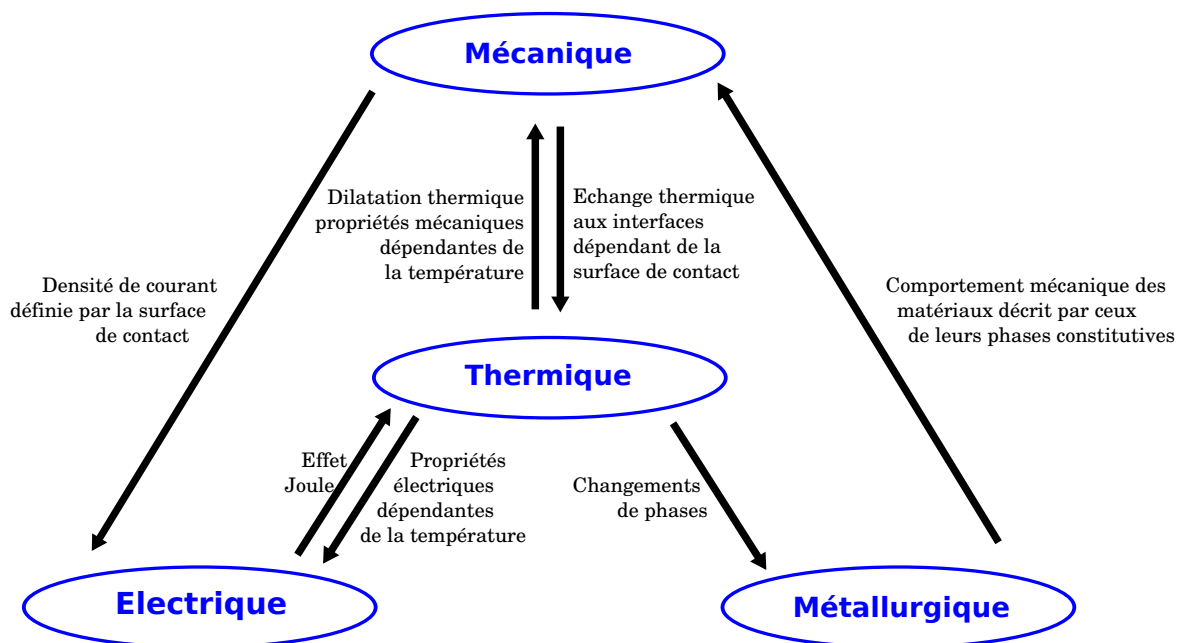 Mécanique
Dilatation thermique
propriétés mécaniques
dépendantes de
la température
Echange thermique
aux interfaces
dépendant de la
surface de contact
Densité de courant
définie par la surface
de contact
Comportement mécanique des
matériaux décrit par ceux
de leurs phases constitutives
Thermique
Effet
Joule
Propriétés
électriques
dépendantes
de la température
Changements
de phases
Electrique
Métallurgique